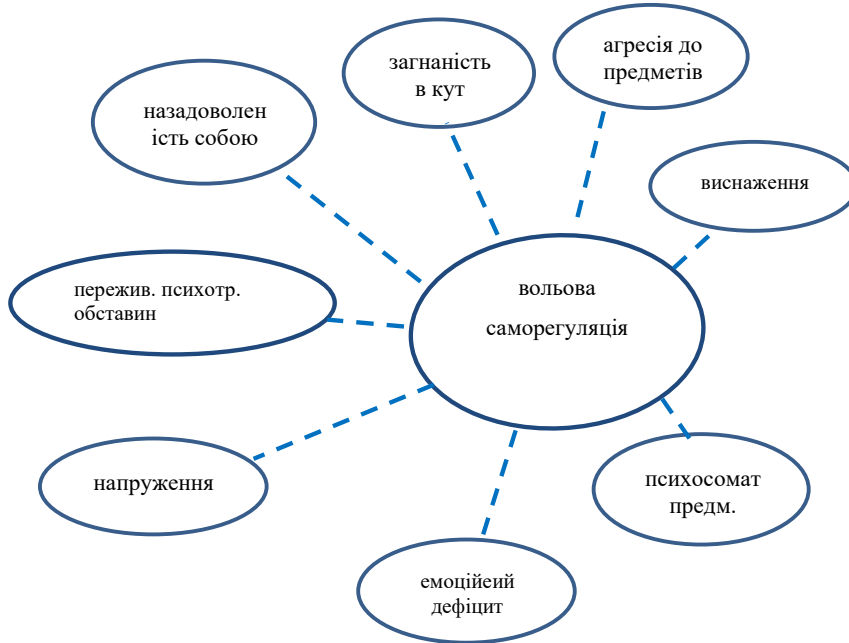 агресія до
предметів
загнаність
в кут
назадоволен
ість собою
виснаження
пережив. психотр.
обставин
вольова
саморегуляція
напруження
психосомат
предм.
емоційеий
дефіцит